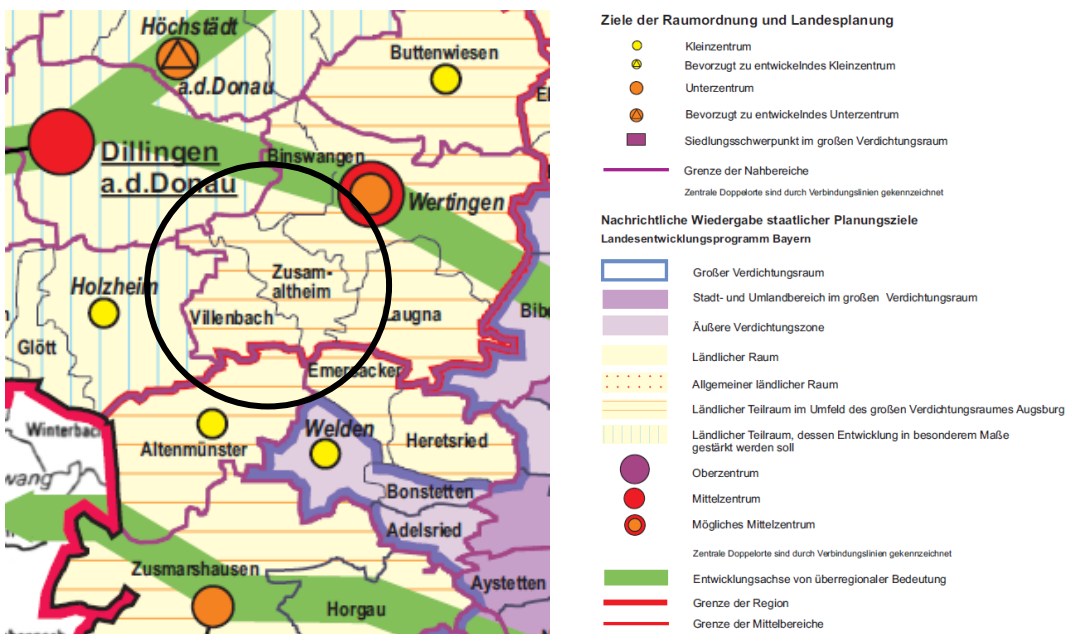 Höchstädt
a.d.Donau
Buttenwiesen
Dillingen
a.d.Donau
Binswangen
Wertingen
Zusam-
altheim
Holzheim
Villenbach
Laugna
Glött
Emersacker
Altenmünster
Welden
Heretsried
Bonstetten
Adelsried
Zusmarshausen
Aystetten
Horgau
Ziele der Raumordnung und Landesplanung
Kleinzentrum
Bevorzugt zu entwickelndes Kleinzentrum
Unterzentrum
Bevorzugt zu entwickelndes Unterzentrum
Siedlungsschwerpunkt im großen Verdichtungsraum
Grenze der Nahbereiche
Zentrale Doppelorte sind durch Verbindungslinien gekennzeichnet
Nachrichtliche Wiedergabe staatlicher Planungsziele
Landesentwicklungsprogramm Bayern
Großer Verdichtungsraum
Stadt- und Umlandbereich im großen Verdichtungsraum
Äußere Verdichtungszone
Ländlicher Raum
Allgemeiner ländlicher Raum
Ländlicher Teilraum im Umfeld des großen Verdichtungsraumes Augsburg
Ländlicher Teilraum, dessen Entwicklung in besonderem Maße
gestärkt werden soll
Oberzentrum
Mittelzentrum
Mögliches Mittelzentrum
Zentrale Doppelorte sind durch Verbindungslinien gekennzeichnet
Entwicklungsachse von überregionaler Bedeutung
Grenze der Region
Grenze der Mittelbereiche